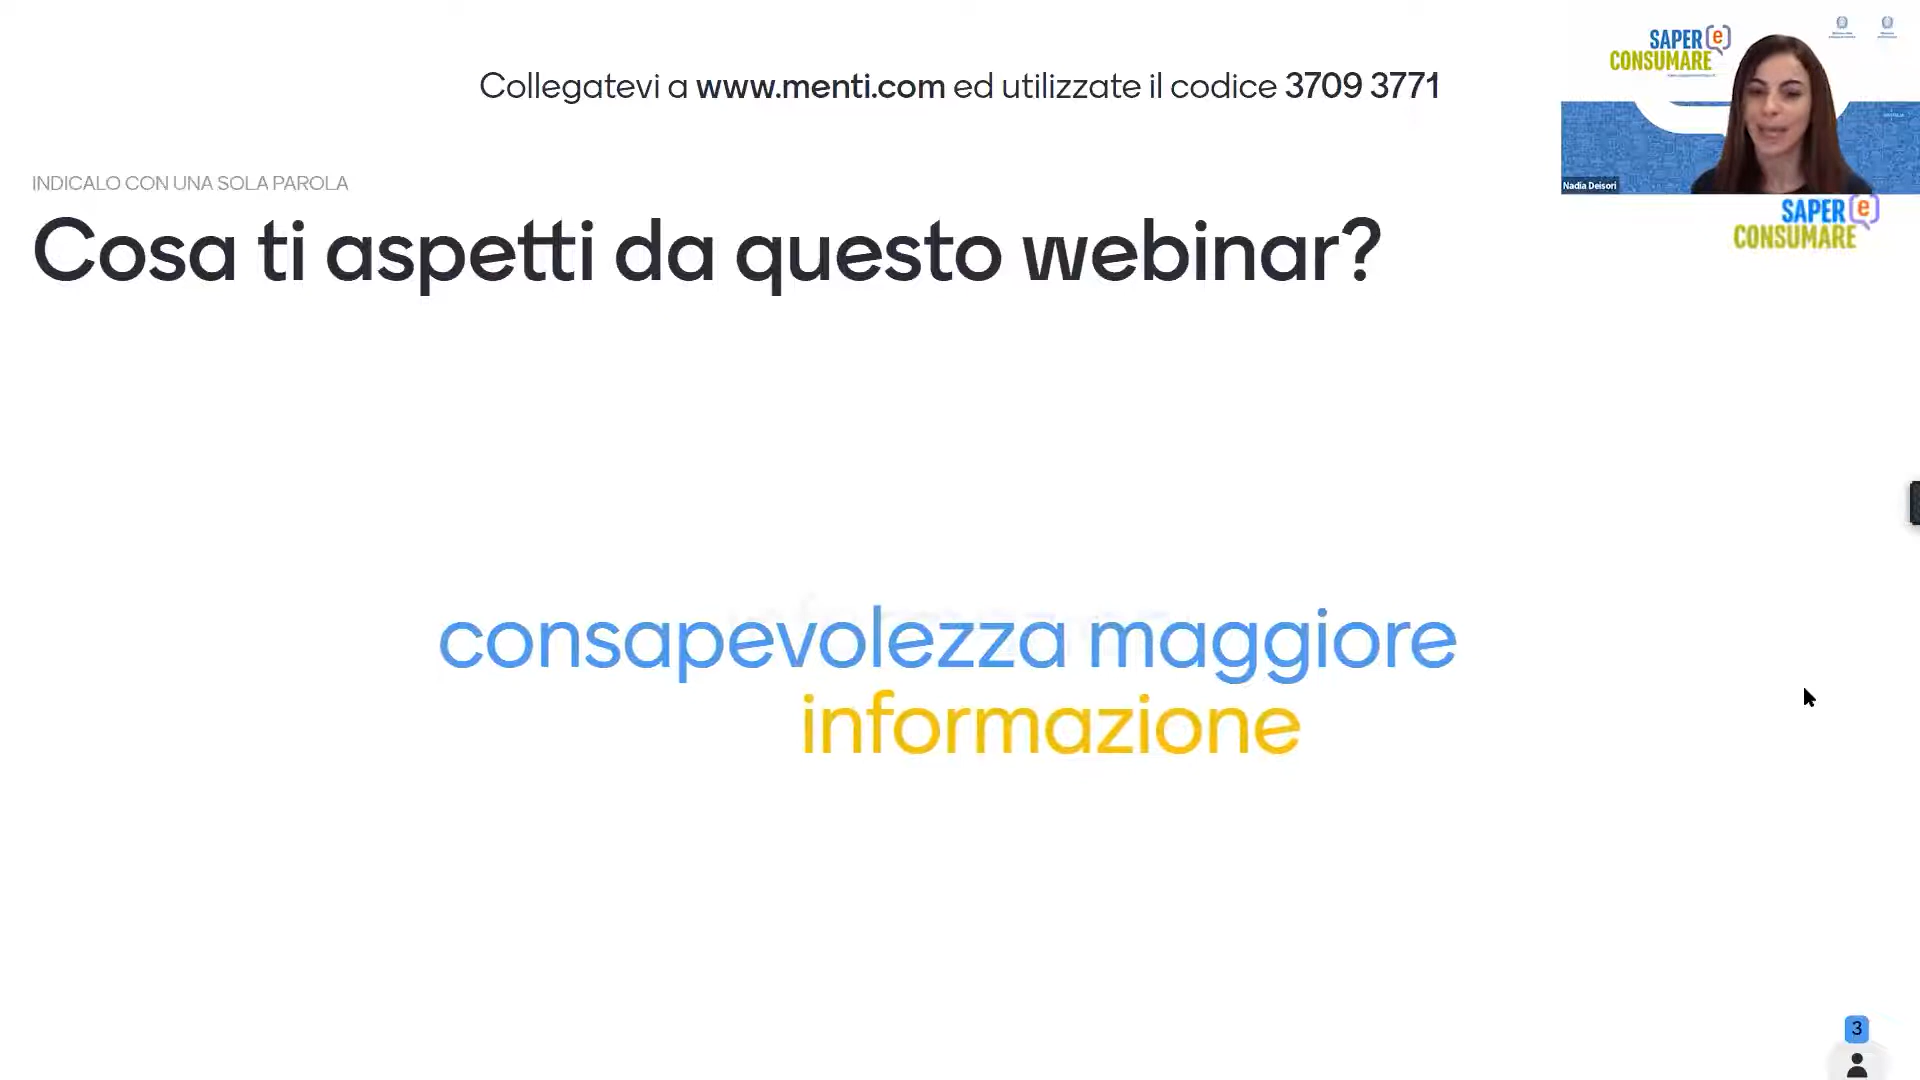 Collegatevi a www.menti.com ed utilizzate il codice 3709 3771
SAPER e
CONSUMARE
Nadia Deisori
SAPER e
CONSUMARE
INDICALO CON UNA SOLA PAROLA
Cosa ti aspetti da questo webinar?
consapevolezza maggiore
informazione
3